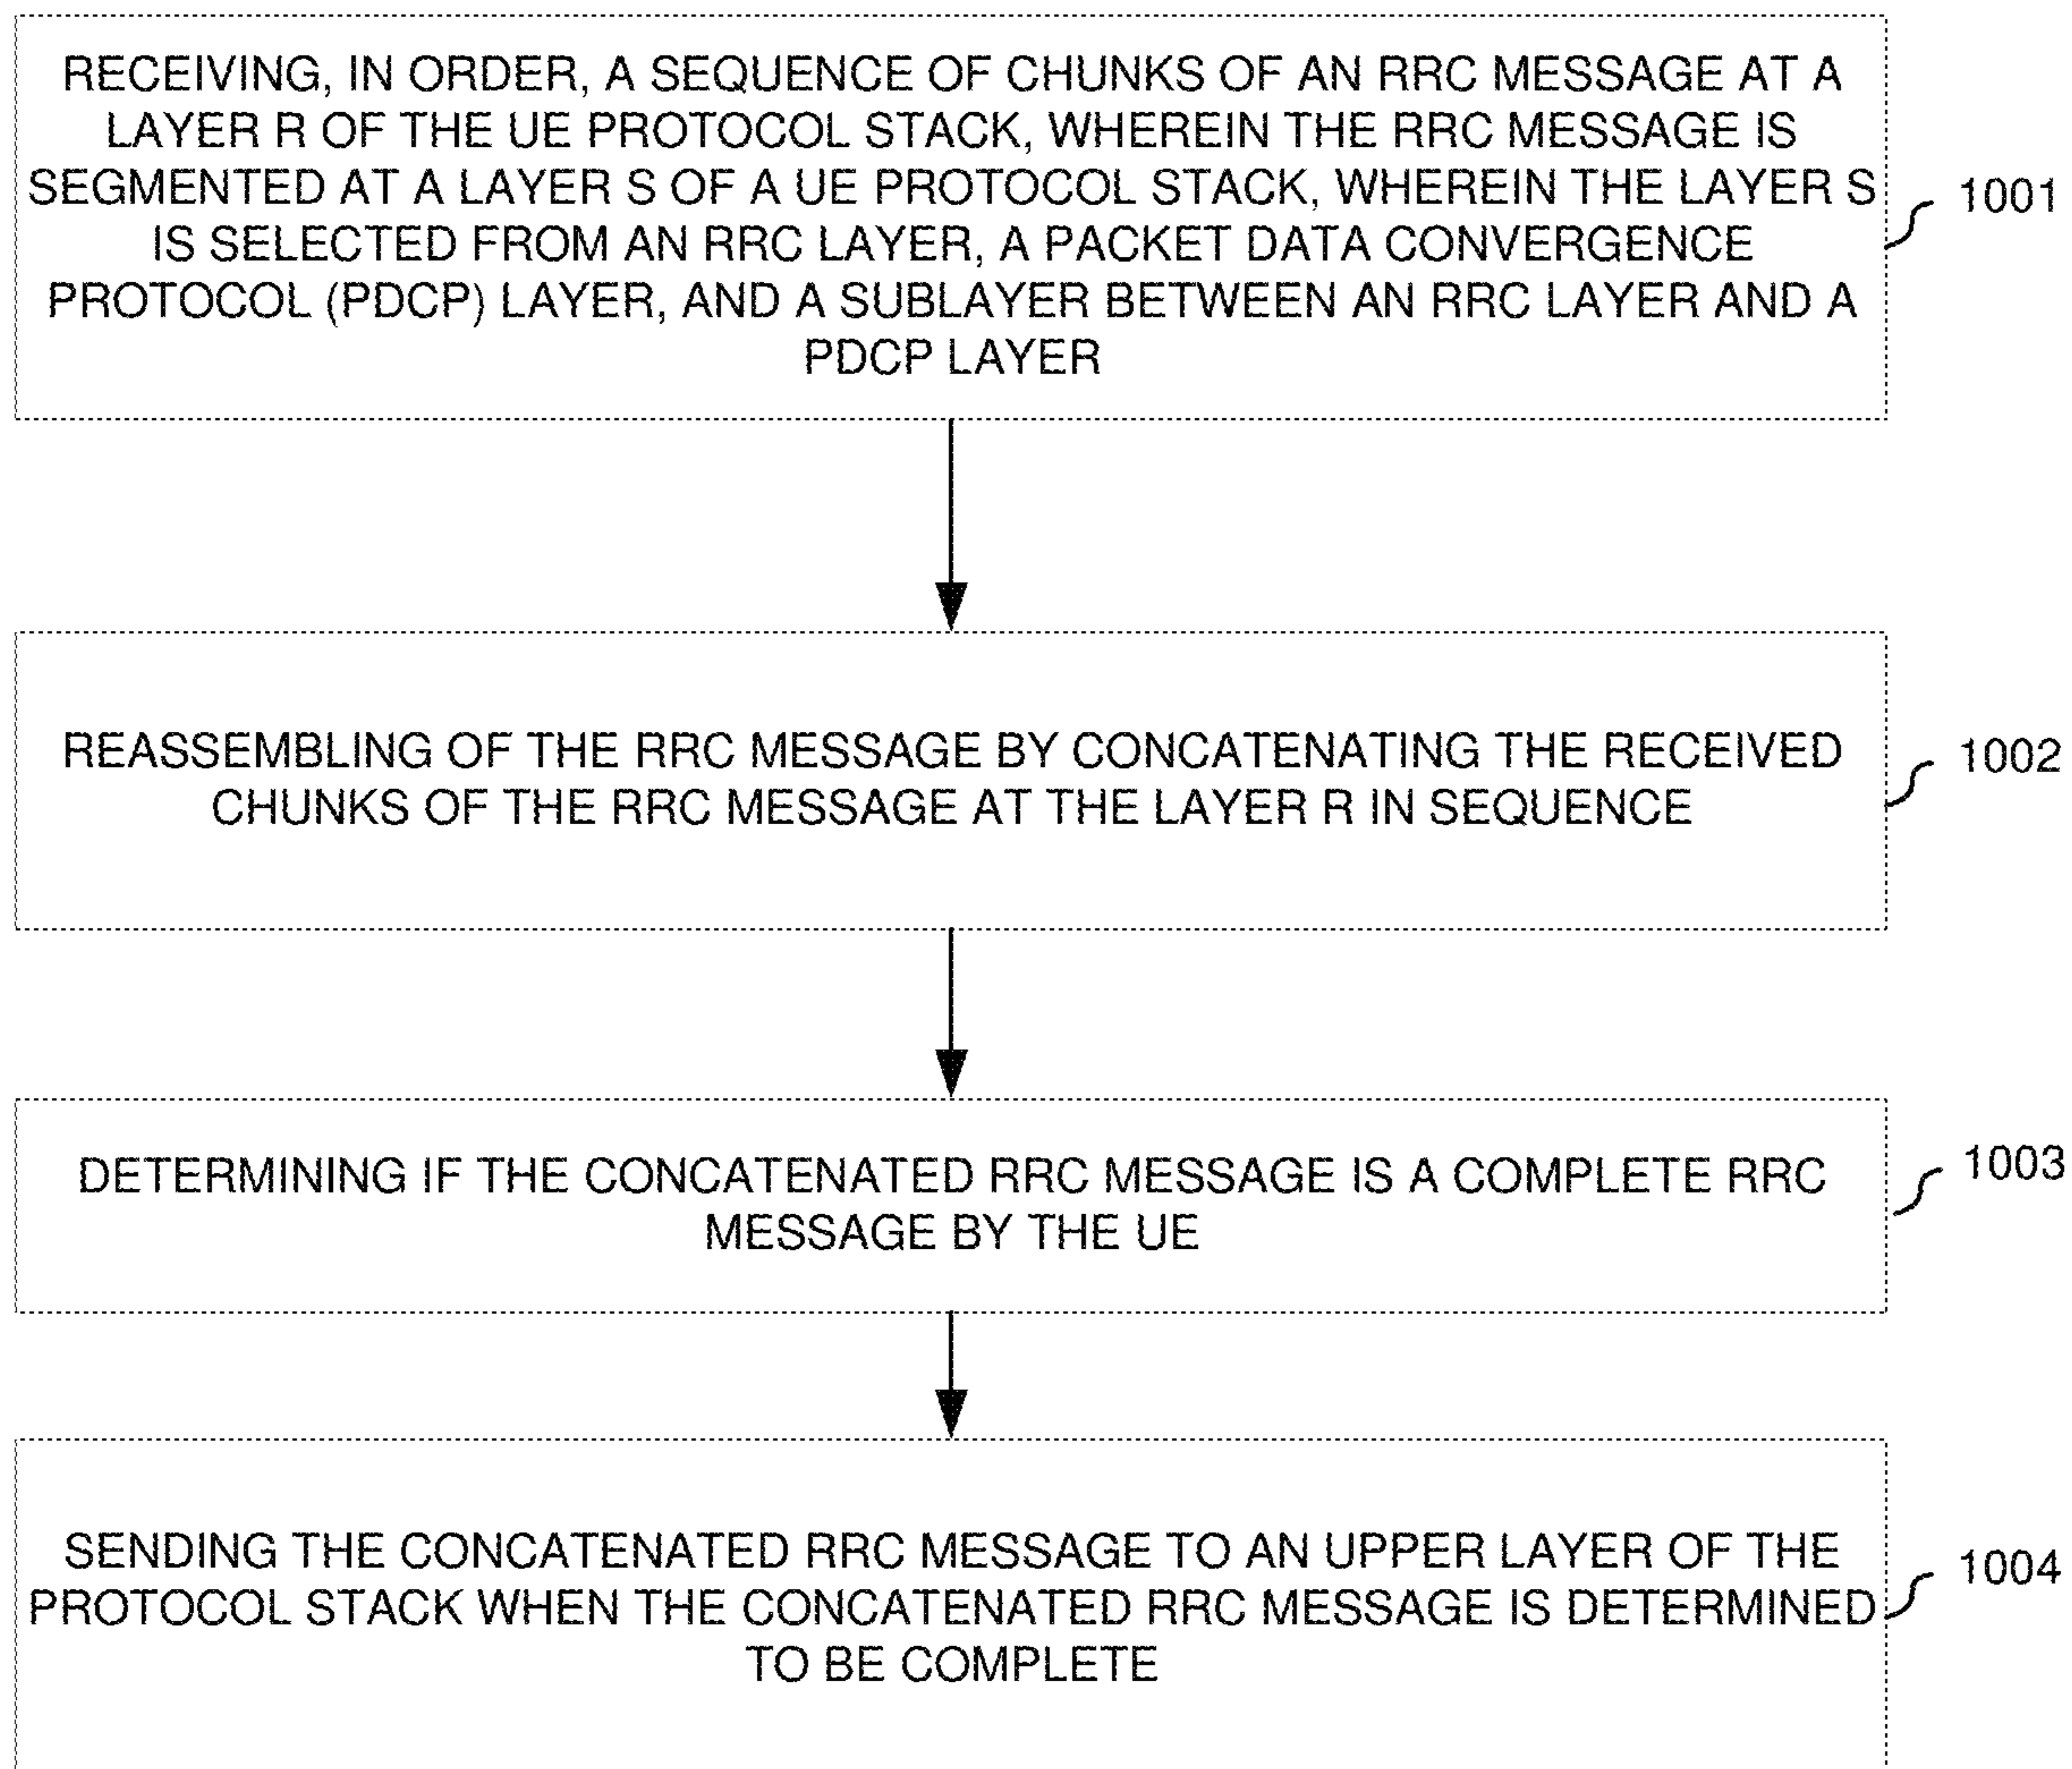 RECEIVING, IN ORDER, A SEQUENCE OF CHUNKS OF AN RRC MESSAGE AT A
LAYER R OF THE UE PROTOCOL STACK, WHEREIN THE RRC MESSAGE IS
SEGMENTED AT A LAYER S OF A UE PROTOCOL STACK, WHEREIN THE LAYER S
IS SELECTED FROM AN RRC LAYER, A PACKET DATA CONVERGENCE
PROTOCOL (PDCP) LAYER, AND A SUBLAYER BETWEEN AN RRC LAYER AND A
PDCP LAYER
1001
REASSEMBLING OF THE RRC MESSAGE BY CONCATENATING THE RECEIVED
CHUNKS OF THE RRC MESSAGE AT THE LAYER R IN SEQUENCE
1002
DETERMINING IF THE CONCATENATED RRC MESSAGE IS A COMPLETE RRC
MESSAGE BY THE UE
1003
SENDING THE CONCATENATED RRC MESSAGE TO AN UPPER LAYER OF THE
PROTOCOL STACK WHEN THE CONCATENATED RRC MESSAGE IS DETERMINED
TO BE COMPLETE
1004